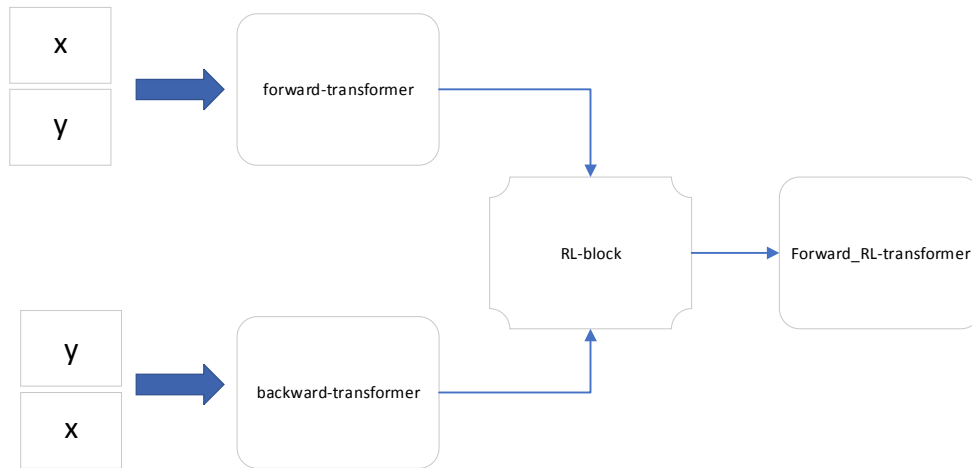 x
y
forward-transformer
RL-block
Forward_RL-transformer
y
x
backward-transformer